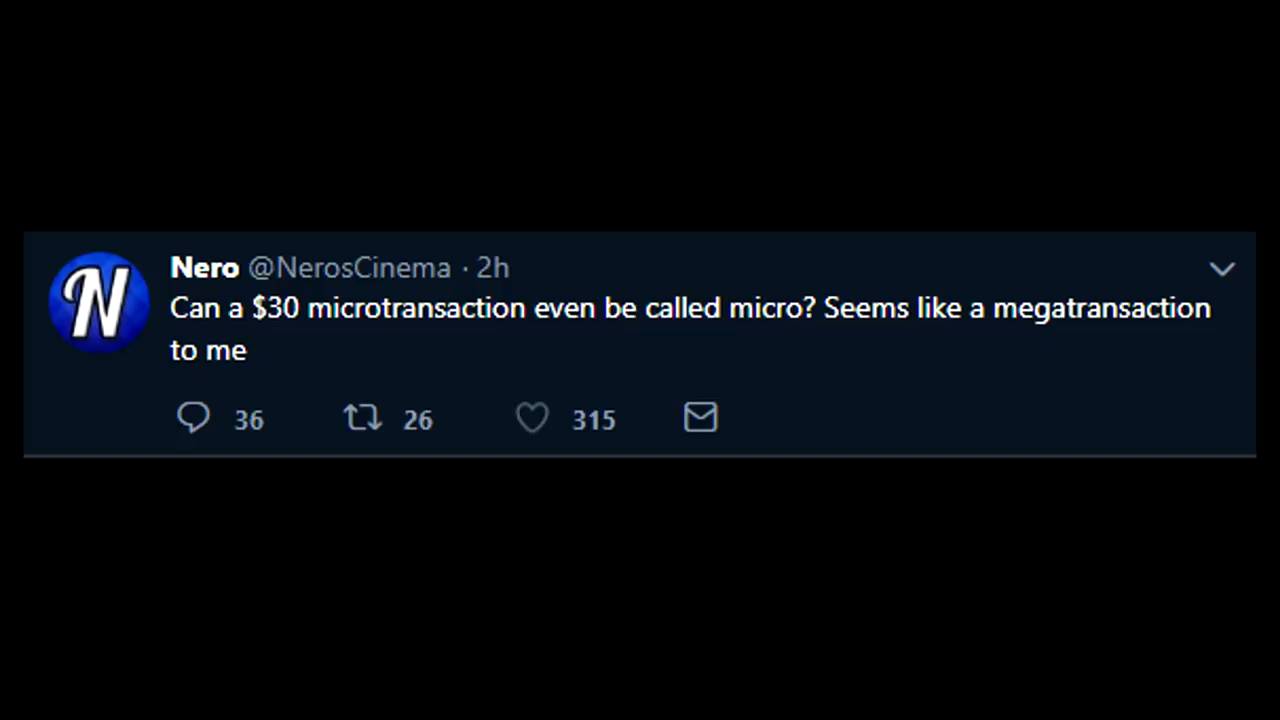 N
Nero @NerosCinema · 2h
Can a $30 microtransaction even be called micro? Seems like a megatransaction
to me
36 26 315